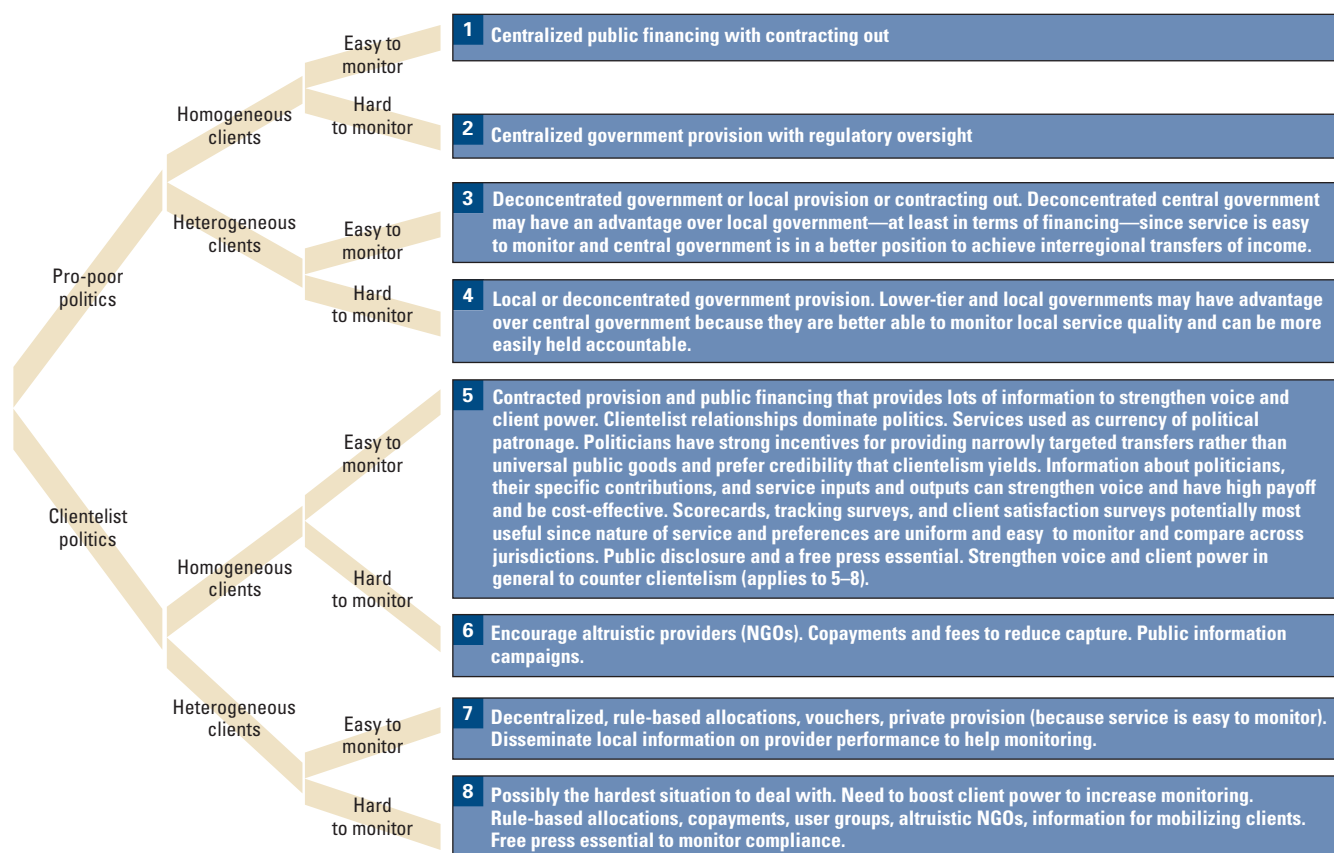 Pro-poor
politics
Homogeneous
clients
Easy to
monitor
1 Centralized public financing with contracting out
Hard
to monitor
2 Centralized government provision with regulatory oversight
Heterogeneous
clients
Easy to
monitor
3 Deconcentrated government or local provision or contracting out. Deconcentrated central government
may have an advantage over local government—at least in terms of financing—since service is easy
to monitor and central government is in a better position to achieve interregional transfers of income.
Hard
to monitor
4 Local or deconcentrated government provision. Lower-tier and local governments may have advantage
over central government because they are better able to monitor local service quality and can be more
easily held accountable.
Clientelist
politics
Homogeneous
clients
Easy to
monitor
5 Contracted provision and public financing that provides lots of information to strengthen voice and
client power. Clientelist relationships dominate politics. Services used as currency of political
patronage. Politicians have strong incentives for providing narrowly targeted transfers rather than
universal public goods and prefer credibility that clientelism yields. Information about politicians,
their specific contributions, and service inputs and outputs can strengthen voice and have high payoff
and be cost-effective. Scorecards, tracking surveys, and client satisfaction surveys potentially most
useful since nature of service and preferences are uniform and easy to monitor and compare across
jurisdictions. Public disclosure and a free press essential. Strengthen voice and client power in
general to counter clientelism (applies to 5–8).
Hard
to monitor
6 Encourage altruistic providers (NGOs). Copayments and fees to reduce capture. Public information
campaigns.
Heterogeneous
clients
Easy to
monitor
7 Decentralized, rule-based allocations, vouchers, private provision (because service is easy to monitor).
Disseminate local information on provider performance to help monitoring.
Hard
to monitor
8 Possibly the hardest situation to deal with. Need to boost client power to increase monitoring.
Rule-based allocations, copayments, user groups, altruistic NGOs, information for mobilizing clients.
Free press essential to monitor compliance.